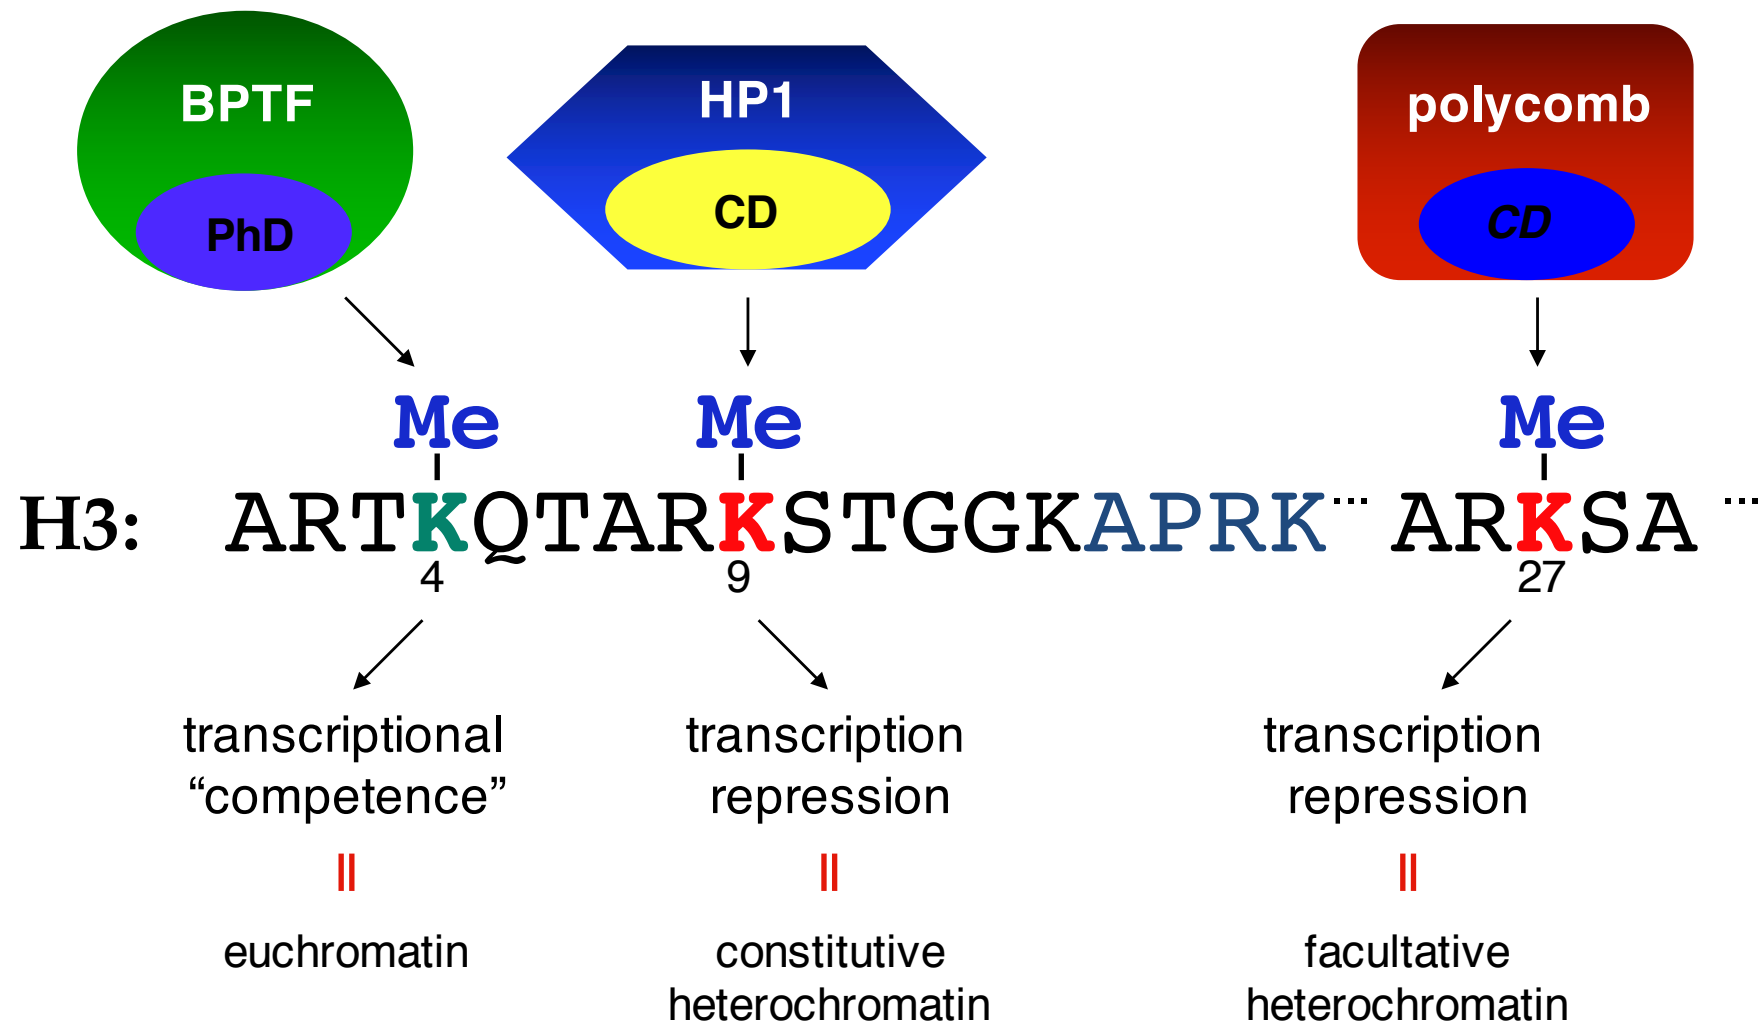 BPTF
PhD
HP1
CD
polycomb
CD
Me Me Me
H3: ARTKQTARKSTGGKAPRK... ARKSA ...
4 9 27
transcriptional
“competence”
transcription
repression
transcription
repression
euchromatin
constitutive
heterochromatin
facultative
heterochromatin